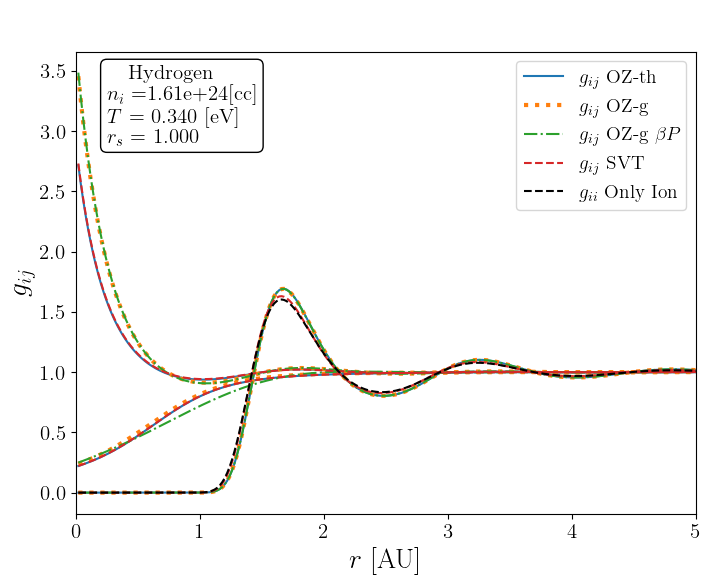 Hydrogen
n_i =1.61e+24[cc]
T = 0.340 [eV]
r_s = 1.000
g_ij OZ-th
g_ij OZ-g
g_ij OZ-g βP
g_ij SVT
g_ii Only Ion
g_ij
3.5
3.0
2.5
2.0
1.5
1.0
0.5
0.0
0 1 2 3 4 5
r [AU]